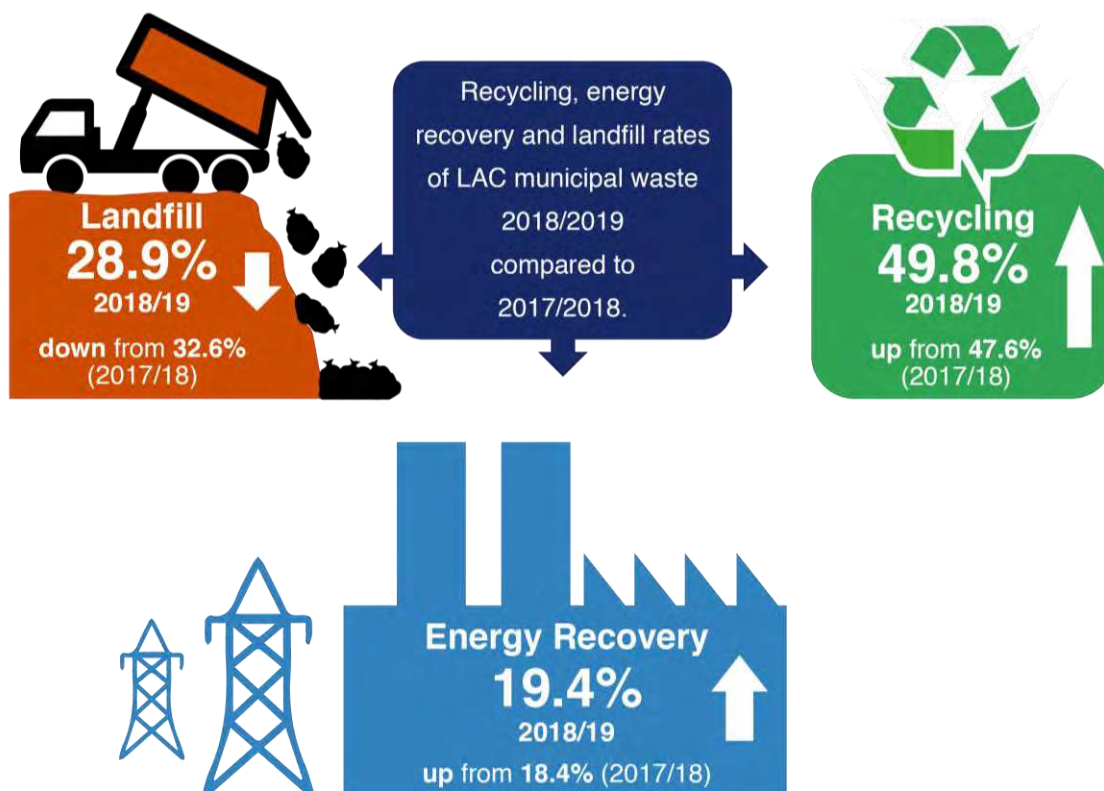 Recycling, energy
recovery and landfill rates
of LAC municipal waste
2018/2019
compared to
2017/2018.
Landfill
28.9%
2018/19
down from 32.6%
(2017/18)
Recycling
49.8%
2018/19
up from 47.6%
(2017/18)
Energy Recovery
19.4%
2018/19
up from 18.4% (2017/18)